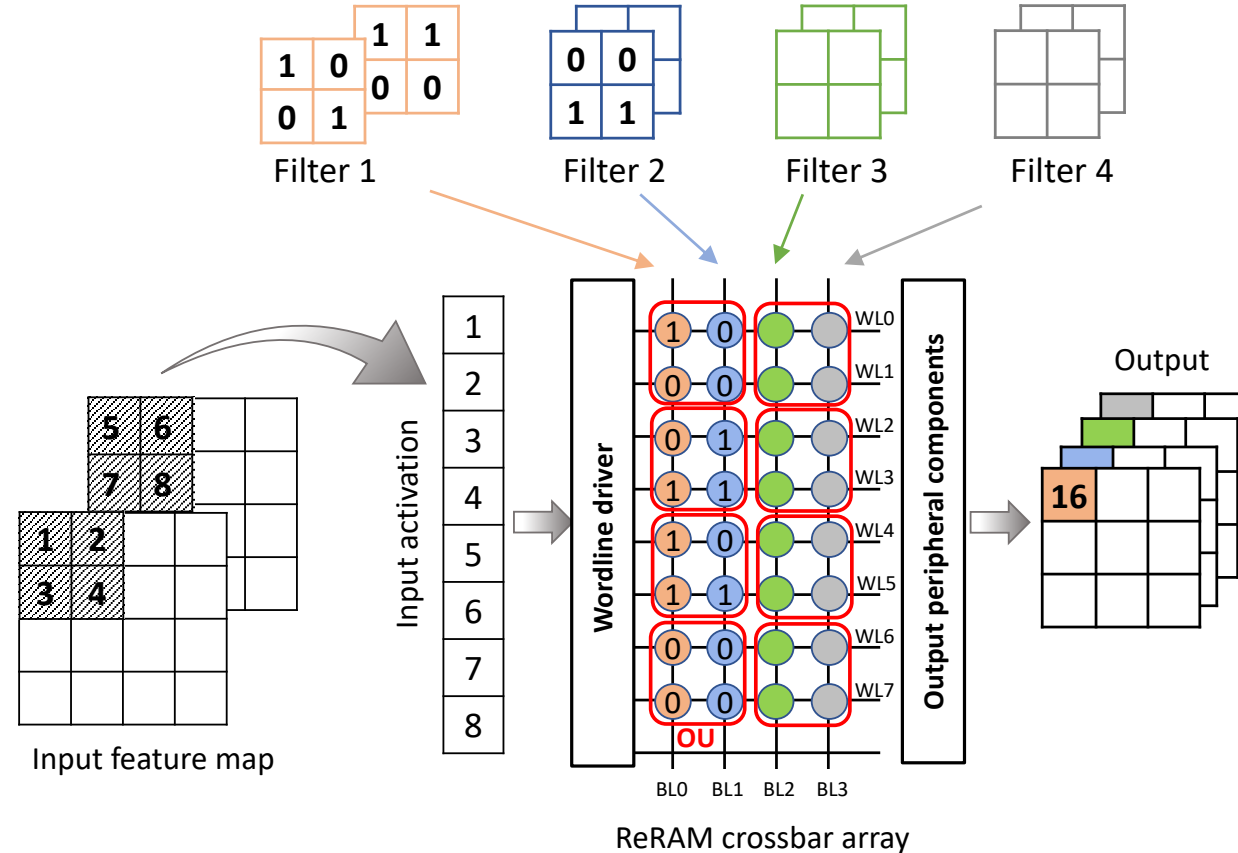 1 0
0 1
1 1
0 0
0 0
1 1
Filter 1
Filter 2
Filter 3
Filter 4
5 6
7 8
1 2
3 4
Input feature map
Input activation
1
2
3
4
5
6
7
8
Wordline driver
1 0 WL0
0 0 WL1
0 1 WL2
1 1 WL3
1 0 WL4
1 1 WL5
0 0 WL6
0 0 WL7
OU
BL0 BL1 BL2 BL3
ReRAM crossbar array
Output peripheral components
Output
16